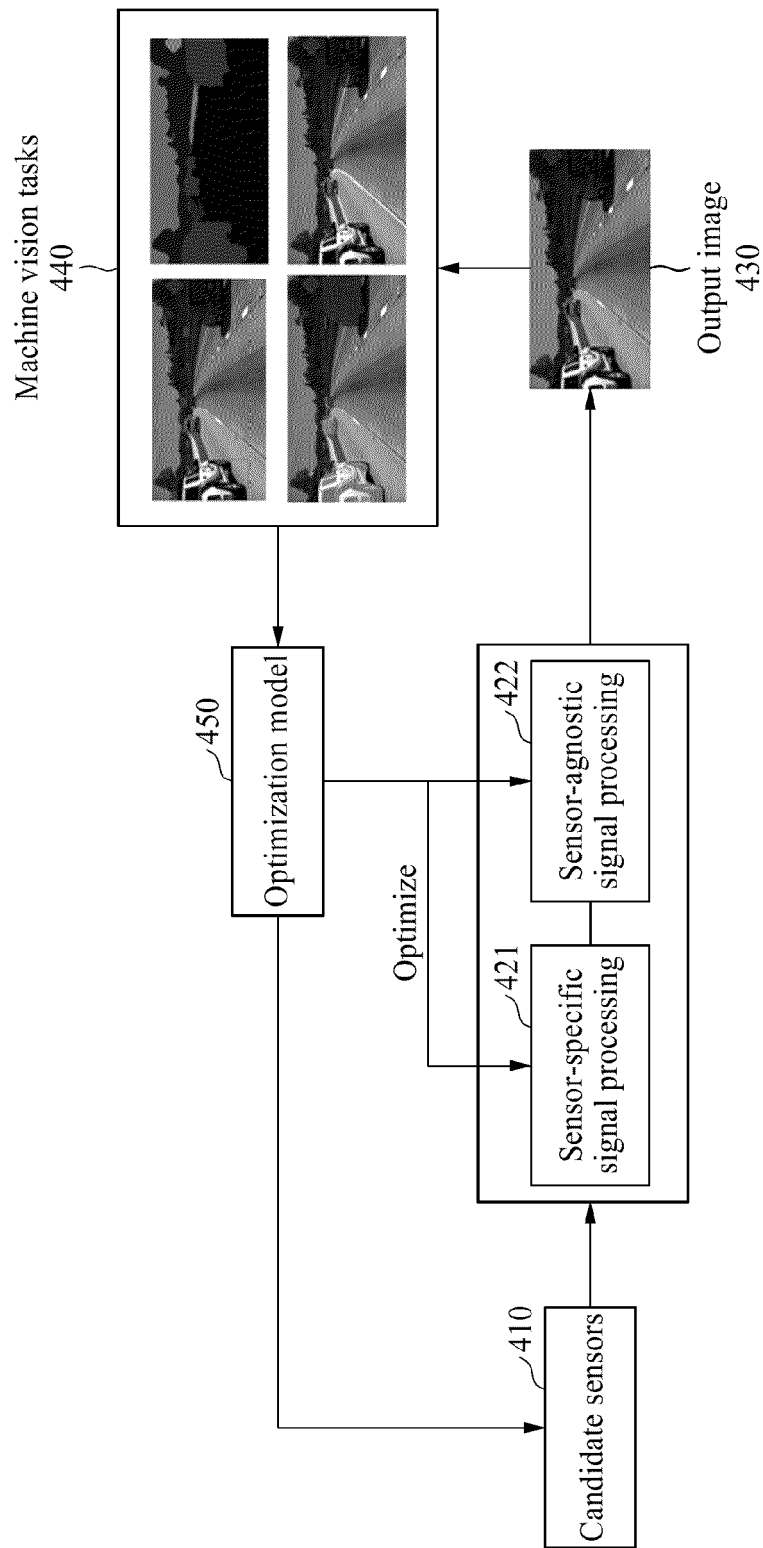 Machine vision tasks
440
450
Optimization model
Optimize
410
Candidate sensors
421
Sensor-specific
signal processing
422
Sensor-agnostic
signal processing
Output image
430